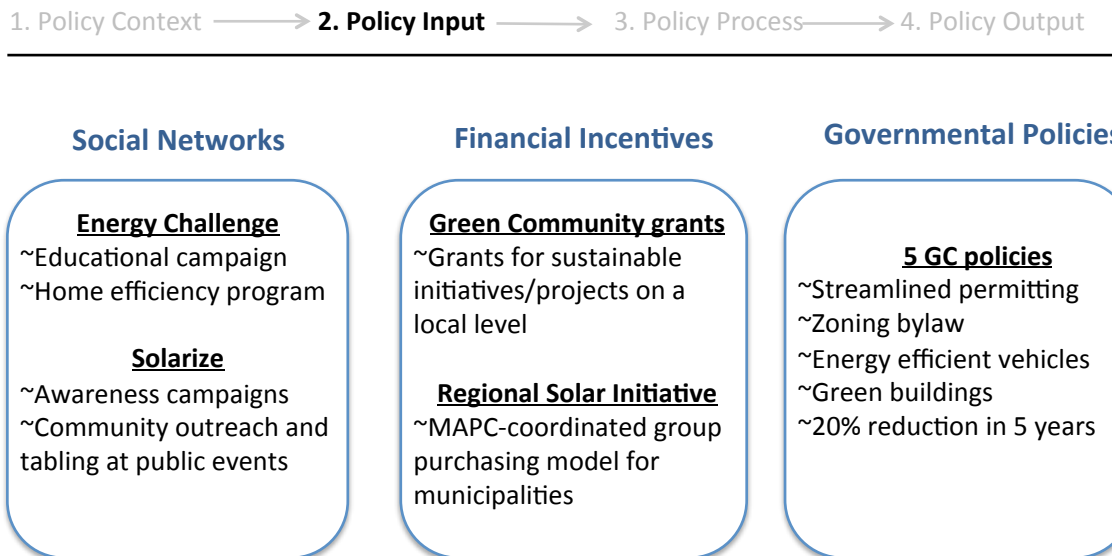 1. Policy Context 2. Policy Input 3. Policy Process 4. Policy Output
Social Networks
Energy Challenge
~Educational campaign
~Home efficiency program
Solarize
~Awareness campaigns
~Community outreach and
tabling at public events
Financial Incentives
Green Community grants
~Grants for sustainable
initiatives/projects on a
local level
Regional Solar Initiative
~MAPC-coordinated group
purchasing model for
municipalities
Governmental Policies
5 GC policies
~Streamlined permitting
~Zoning bylaw
~Energy efficient vehicles
~Green buildings
~20% reduction in 5 years